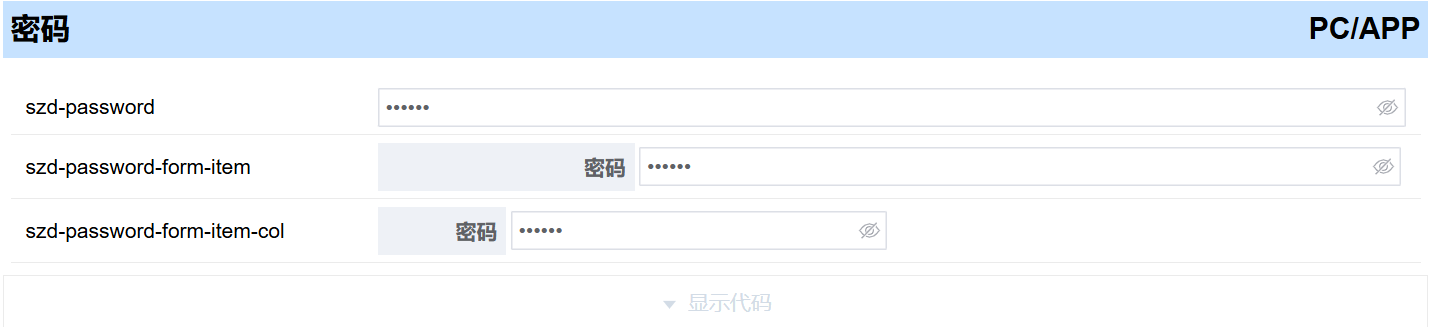 密码 PC/APP
szd-password ••••••
szd-password-form-item 密码 ••••••
szd-password-form-item-col 密码 ••••••
显示代码